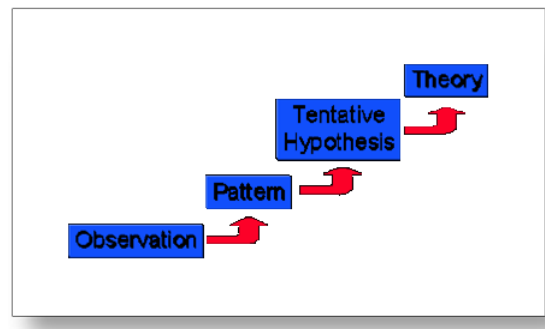 Theory
Tentative
Hypothesis
Pattern
Observation